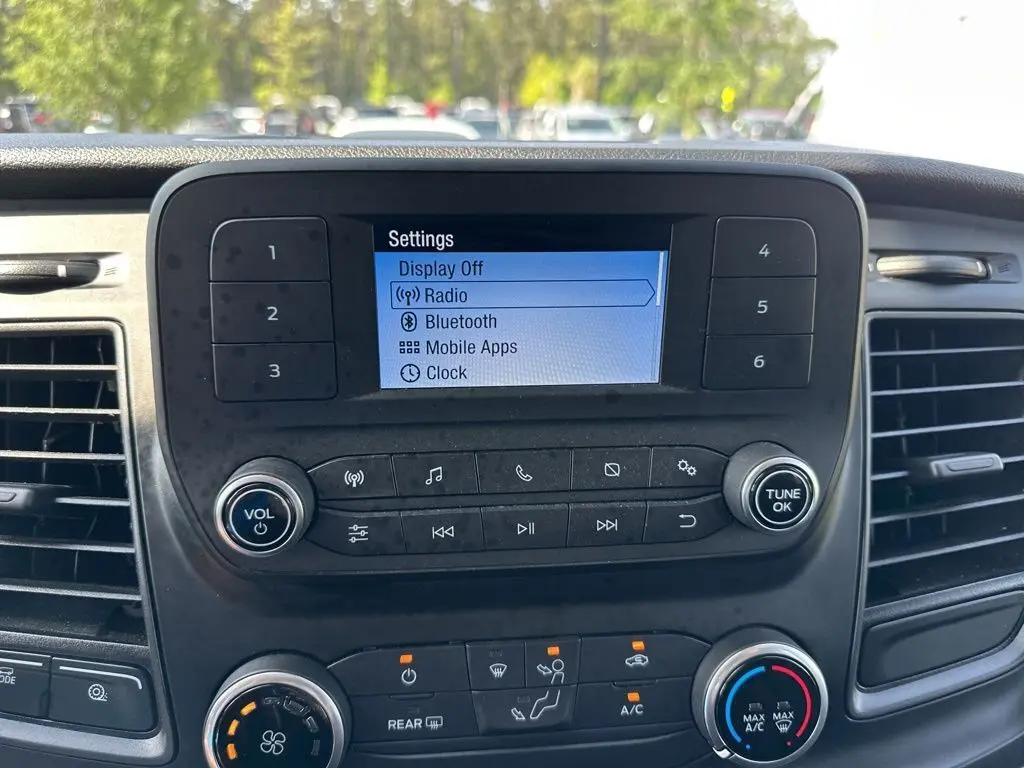 Settings
Display Off
Radio
Bluetooth
Mobile Apps
Clock
1
2
3
4
5
6
VOL
TUNE
OK
REAR
A/C
MAX
A/C
MAX